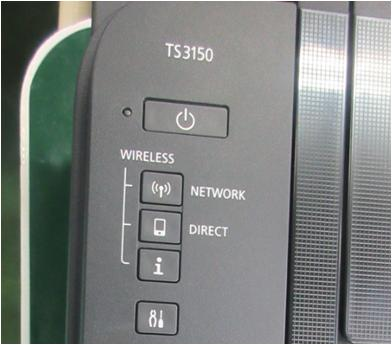 TS3150
WIRELESS
NETWORK
DIRECT
i